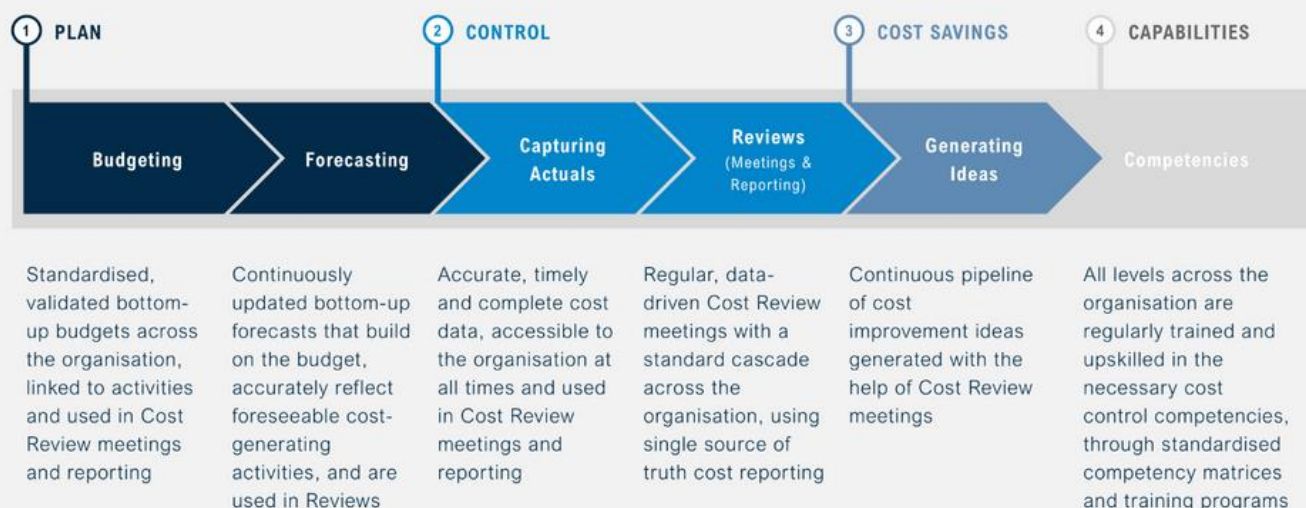 1 PLAN
2 CONTROL
3 COST SAVINGS
4 CAPABILITIES
Budgeting
Forecasting
Capturing
Actuals
Reviews
(Meetings &
Reporting)
Generating
Ideas
Competencies
Standardised,
validated bottom-
up budgets across
the organisation,
linked to activities
and used in Cost
Review meetings
and reporting
Continuously
updated bottom-up
forecasts that build
on the budget,
accurately reflect
foreseeable cost-
generating
activities, and are
used in Reviews
Accurate, timely
and complete cost
data, accessible to
the organisation at
all times and used
in Cost Review
meetings and
reporting
Regular, data-
driven Cost Review
meetings with a
standard cascade
across the
organisation, using
single source of
truth cost reporting
Continuous pipeline
of cost
improvement ideas
generated with the
help of Cost Review
meetings
All levels across the
organisation are
regularly trained and
upskilled in the
necessary cost
control competencies,
through standardised
competency matrices
and training programs